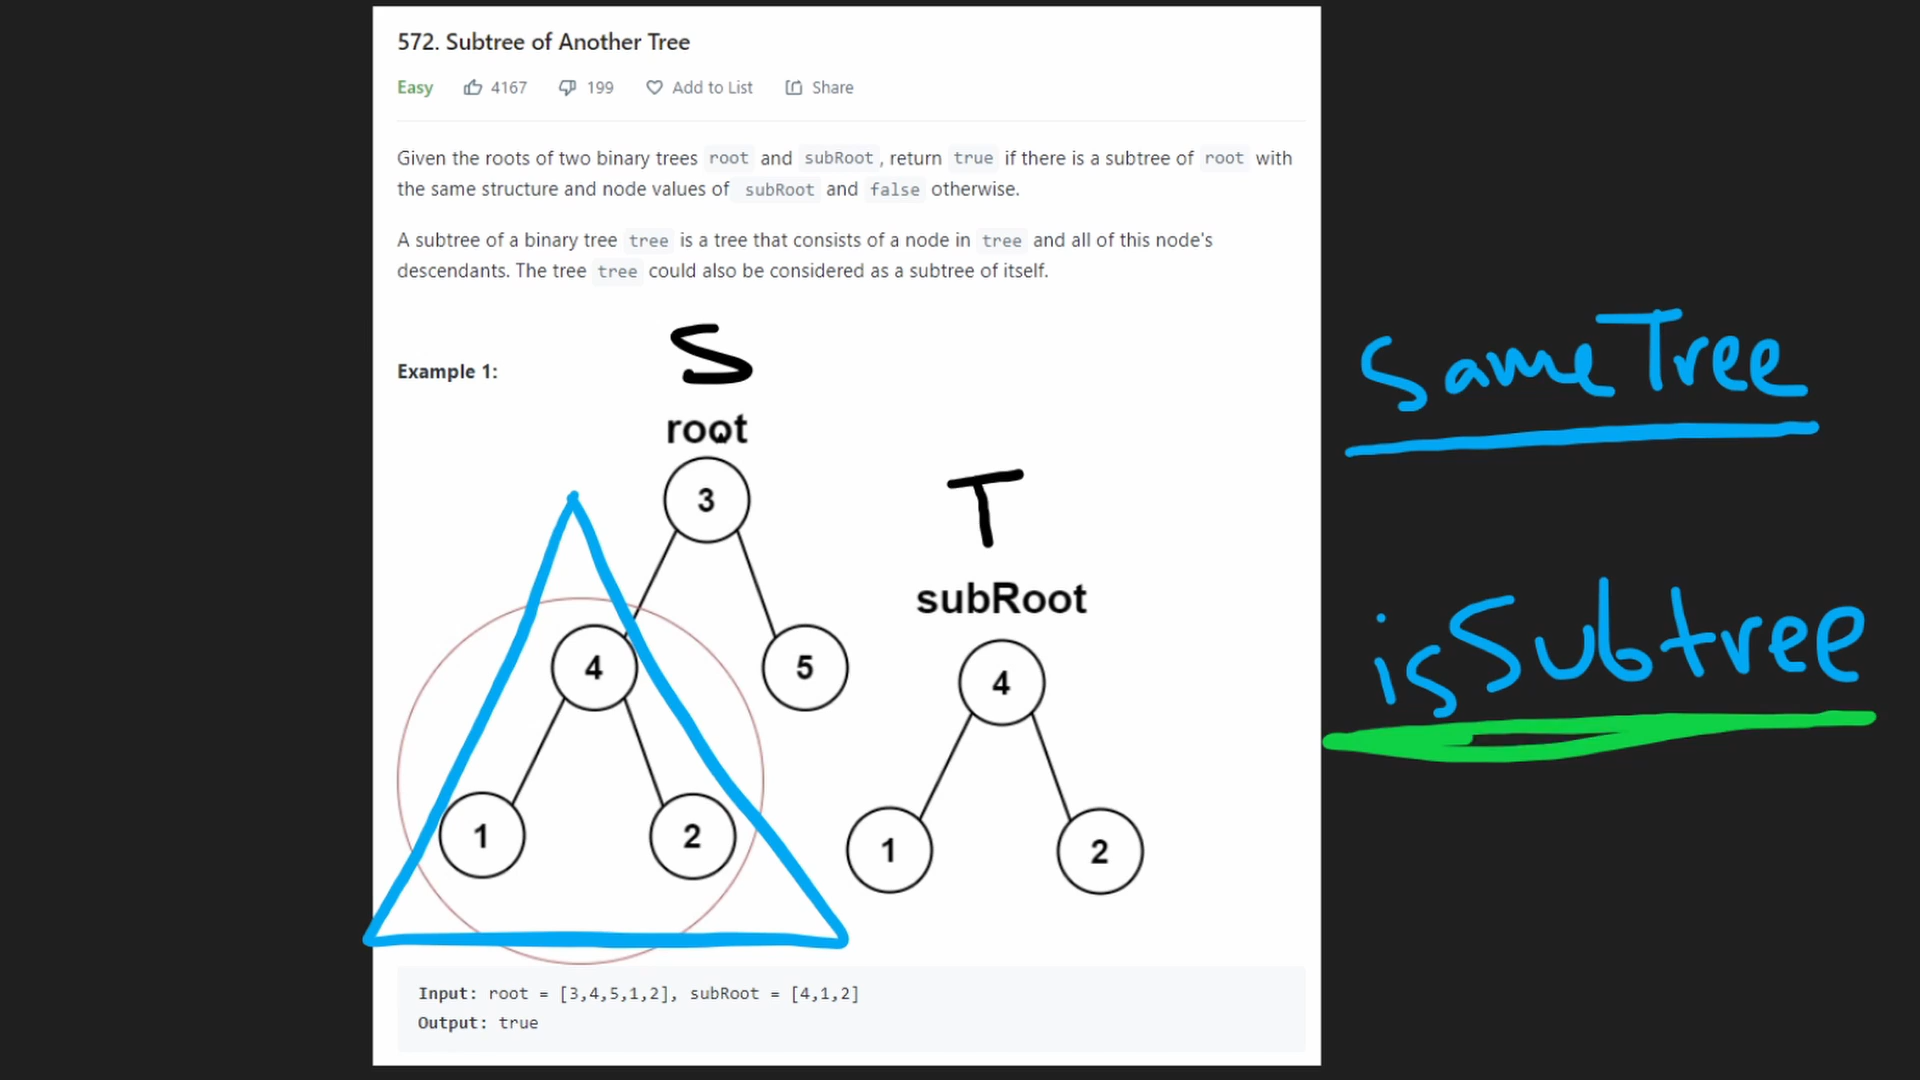 572. Subtree of Another Tree
Easy 4167 199 Add to List Share
Given the roots of two binary trees root and subRoot, return true if there is a subtree of root with
the same structure and node values of subRoot and false otherwise.
A subtree of a binary tree tree is a tree that consists of a node in tree and all of this node's
descendants. The tree tree could also be considered as a subtree of itself.
Example 1:
S
root
3
4
5
1
2
T
subRoot
4
1
2
SameTree
isSubtree
Input: root = [3,4,5,1,2], subRoot = [4,1,2]
Output: true